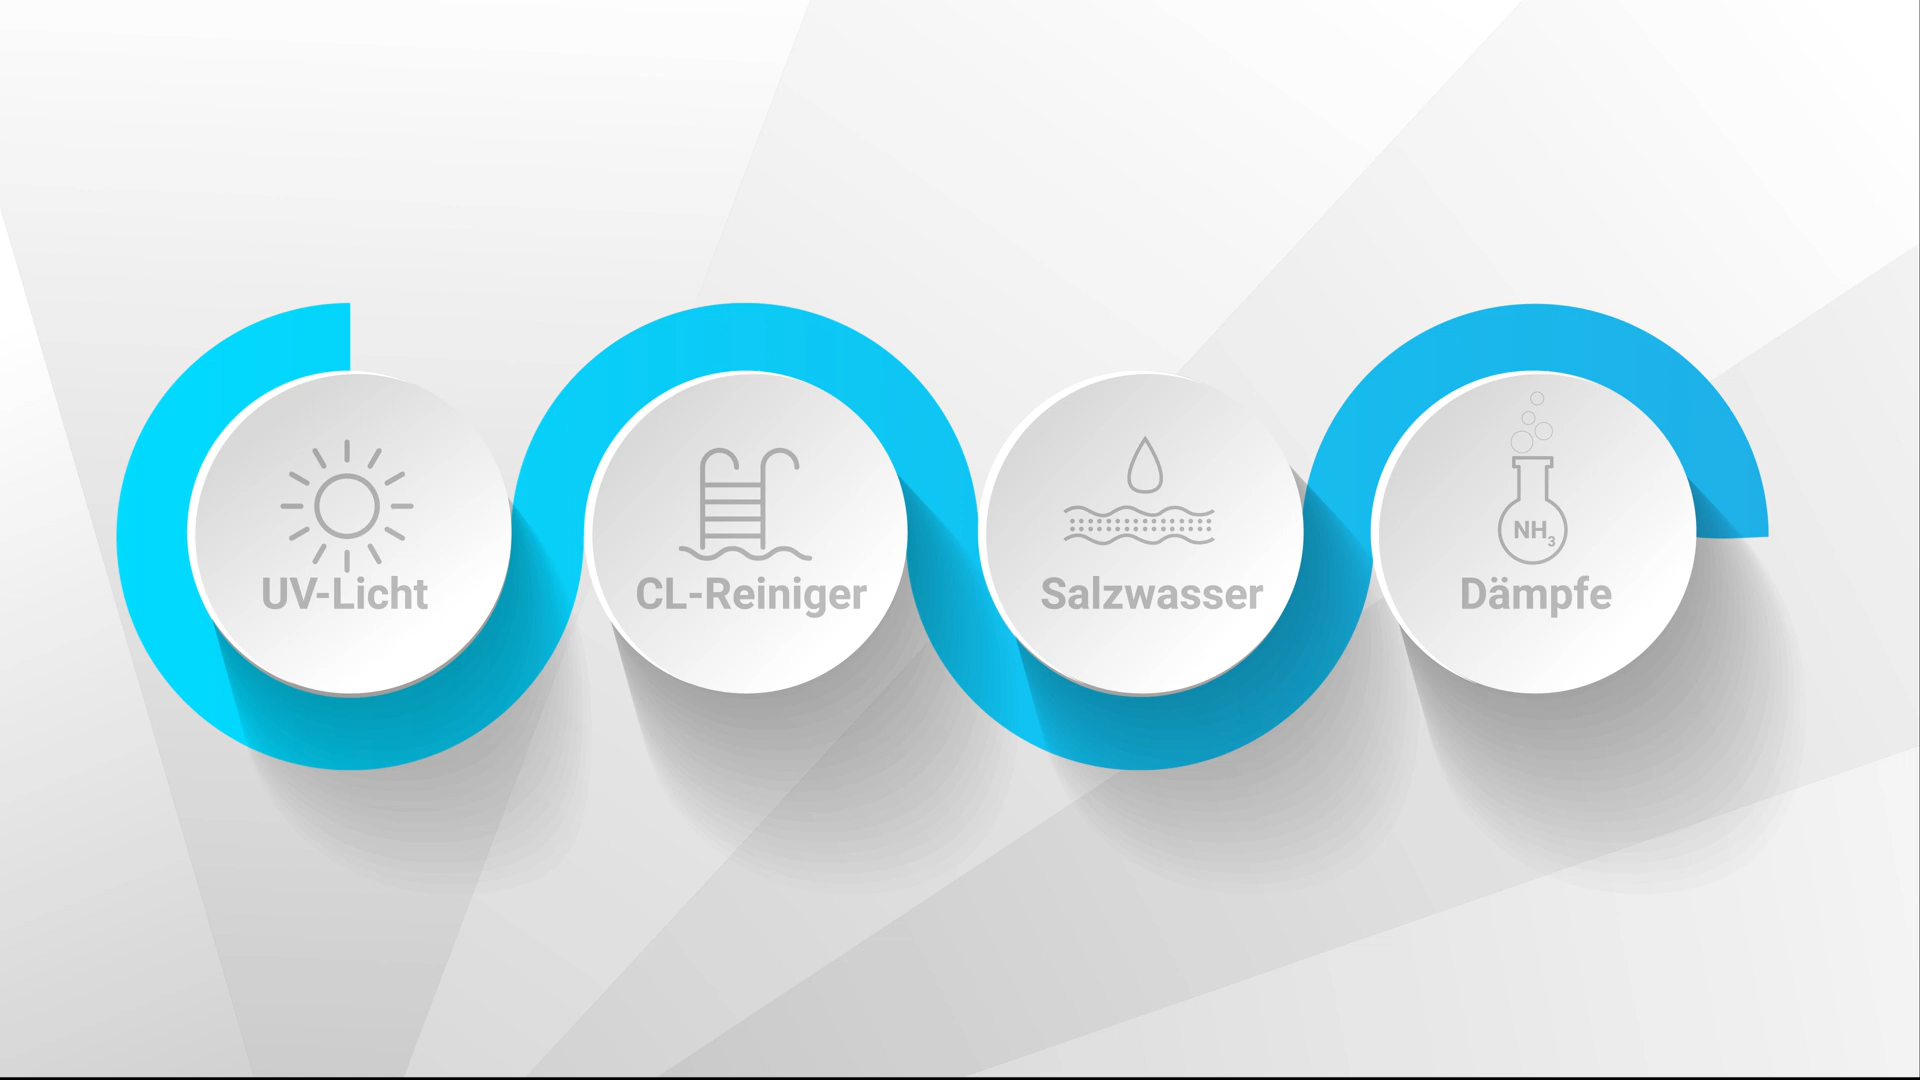 NH₃
UV-Licht
CL-Reiniger
Salzwasser
Dämpfe